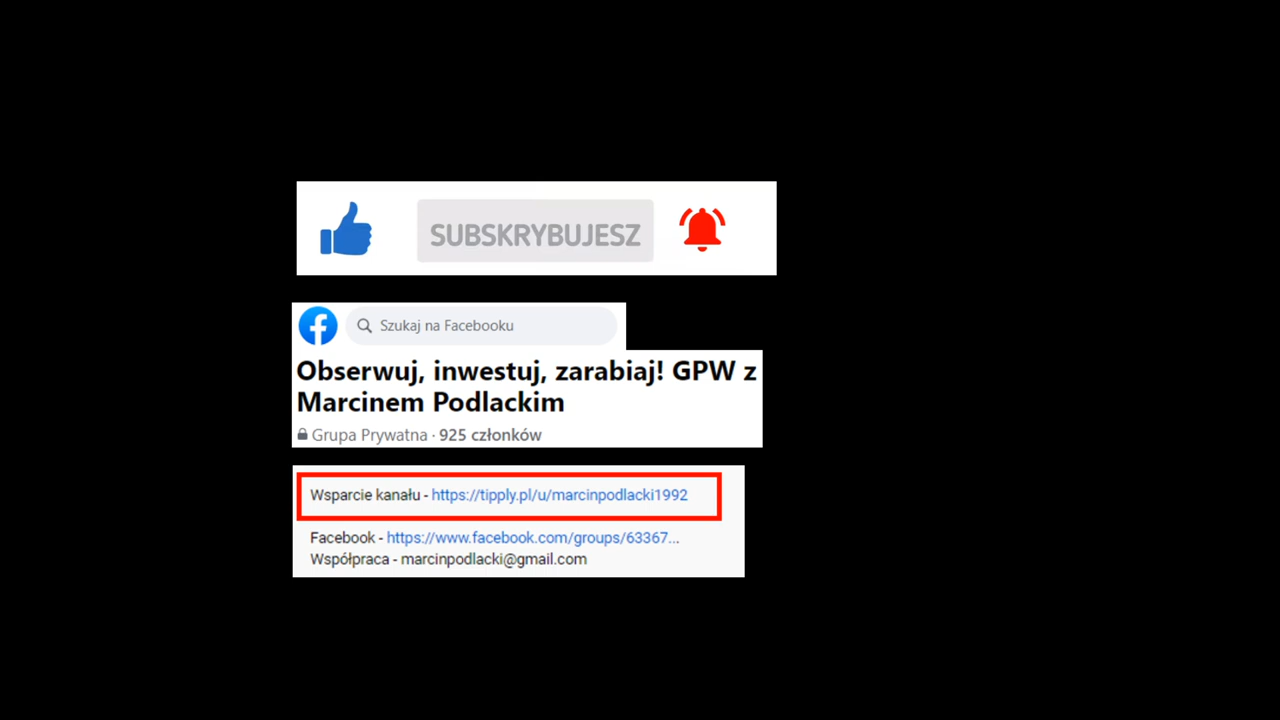 SUBSKRYBUJESZ
Szukaj na Facebooku
Obserwuj, inwestuj, zarabiaj! GPW z
Marcinem Podlackim
Grupa Prywatna · 925 członków
Wsparcie kanału - https://tipply.pl/u/marcinpodlacki1992
Facebook - https://www.facebook.com/groups/63367...
Współpraca - marcinpodlacki@gmail.com